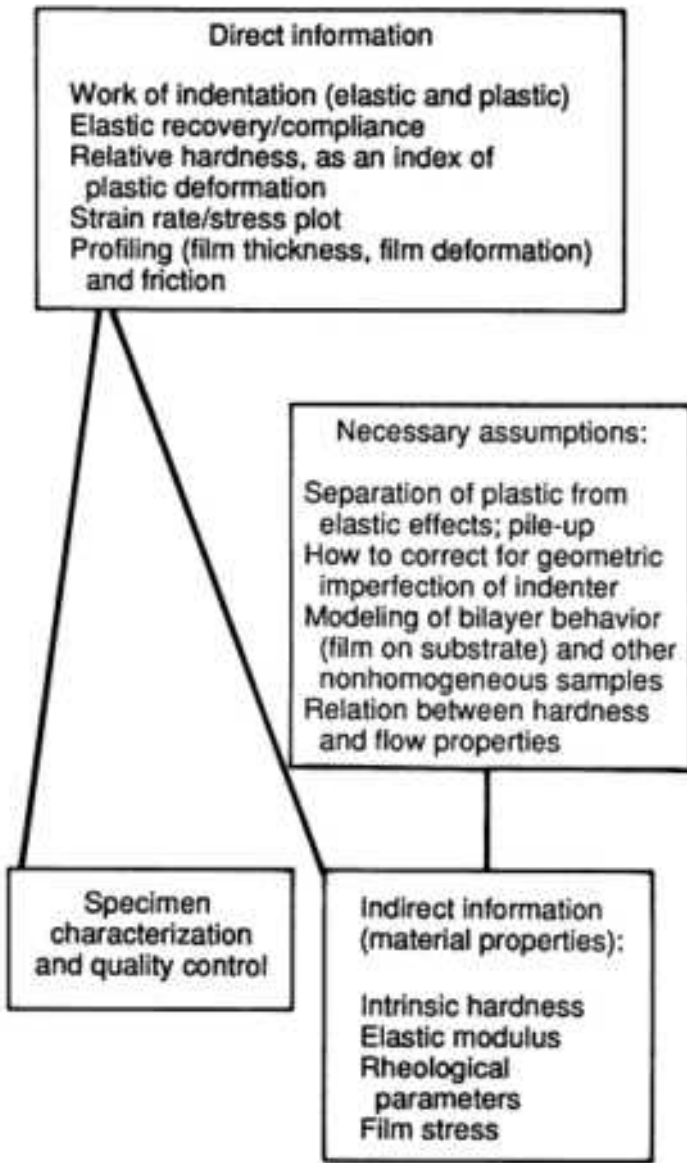 Direct information
Work of indentation (elastic and plastic)
Elastic recovery/compliance
Relative hardness, as an index of
plastic deformation
Strain rate/stress plot
Profiling (film thickness, film deformation)
and friction
Necessary assumptions:
Separation of plastic from
elastic effects; pile-up
How to correct for geometric
imperfection of indenter
Modeling of bilayer behavior
(film on substrate) and other
nonhomogeneous samples
Relation between hardness
and flow properties
Specimen
characterization
and quality control
Indirect information
(material properties):
Intrinsic hardness
Elastic modulus
Rheological
parameters
Film stress